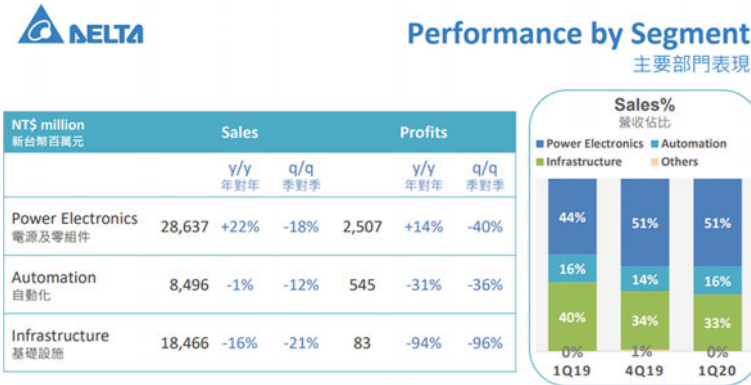 DELTA
Performance by Segment
主要部門表現
NT$ million Sales Profits
新台幣百萬元
y/y q/q y/y q/q
年對年 季對季 年對年 季對季
Power Electronics 28,637 +22% -18% 2,507 +14% -40%
電源及零組件
Automation 8,496 -1% -12% 545 -31% -36%
自動化
Infrastructure 18,466 -16% -21% 83 -94% -96%
基礎設施
Sales%
營收佔比
Power Electronics Automation
Infrastructure Others
44% 51% 51%
16% 14% 16%
40% 34% 33%
0% 1% 0%
1Q19 4Q19 1Q20